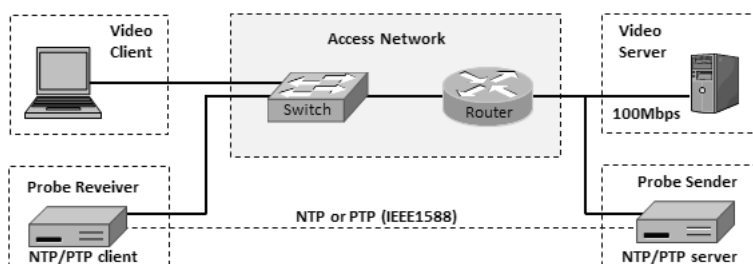 Video
Client
Access Network
Video
Server
Switch
Router
100Mbps
Probe Reveiver
Probe Sender
NTP or PTP (IEEE1588)
NTP/PTP client
NTP/PTP server